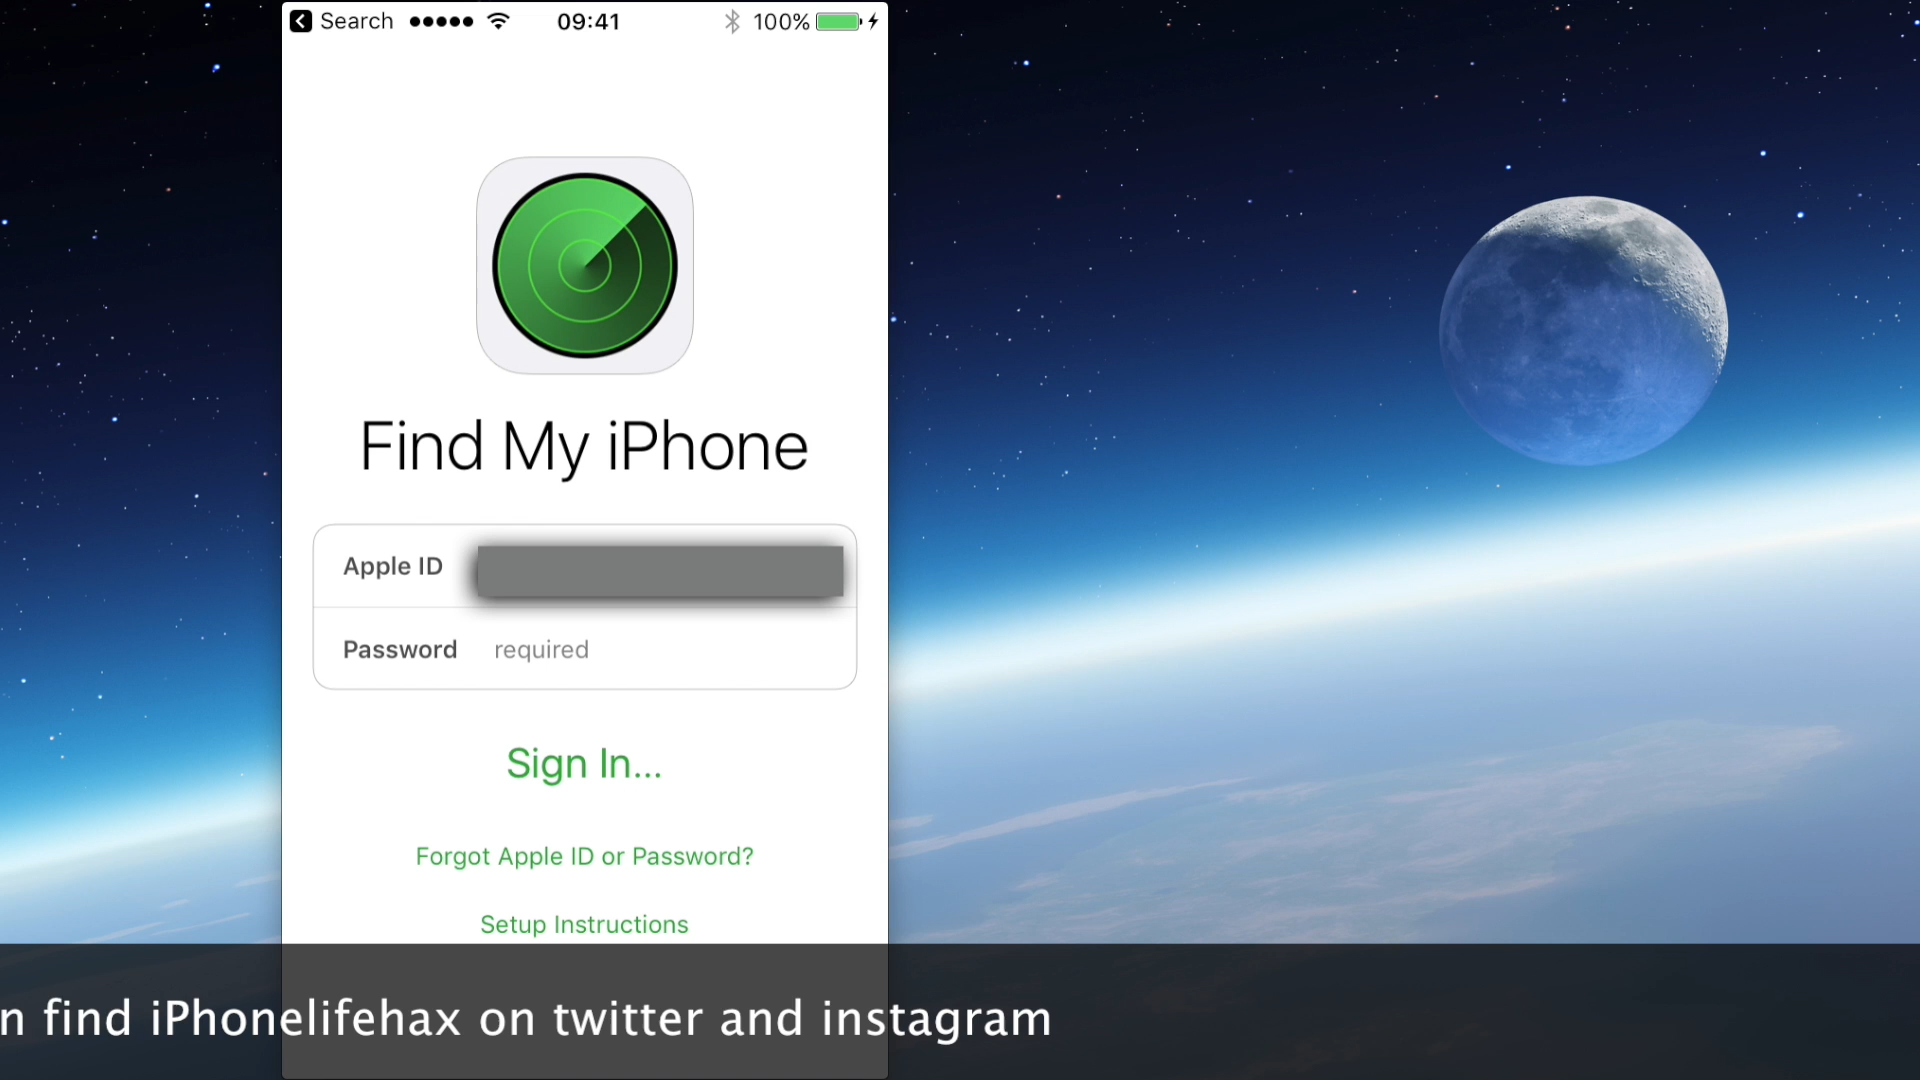 Search 09:41 100%
Find My iPhone
Apple ID
Password required
Sign In...
Forgot Apple ID or Password?
Setup Instructions
n find iPhonelifehax on twitter and instagram